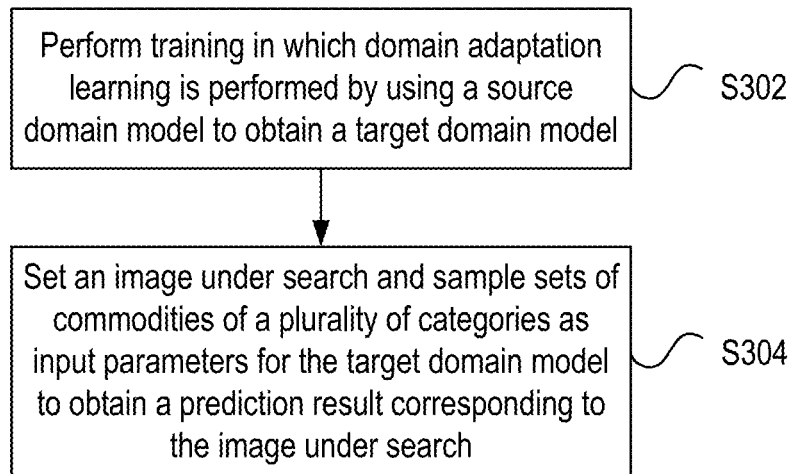 Perform training in which domain adaptation
learning is performed by using a source
domain model to obtain a target domain model
S302
Set an image under search and sample sets of
commodities of a plurality of categories as
input parameters for the target domain model
to obtain a prediction result corresponding to
the image under search
S304